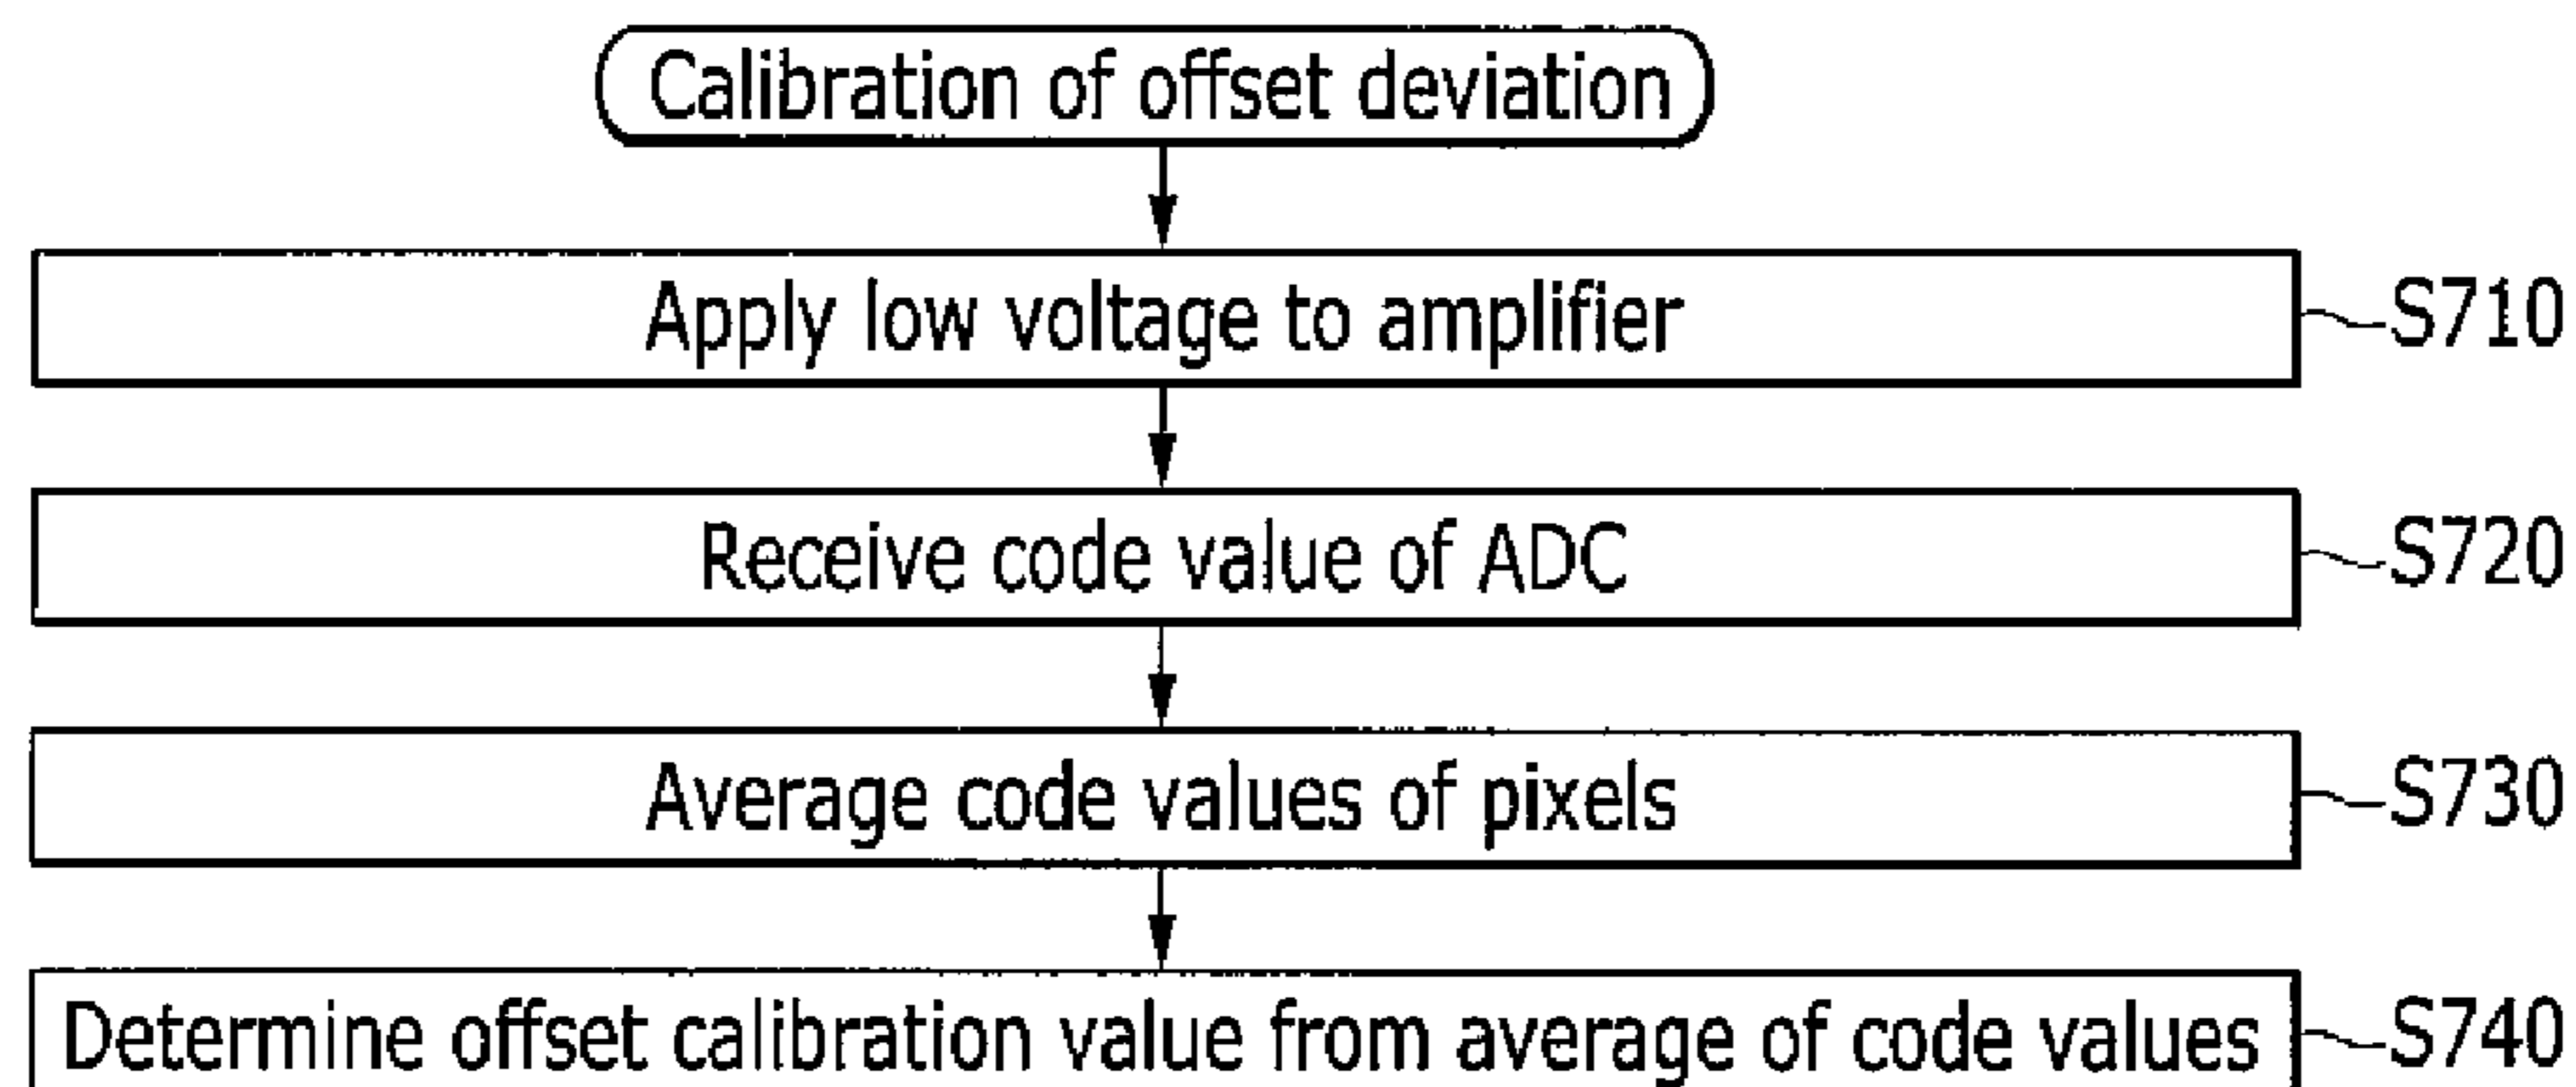 Calibration of offset deviation
Apply low voltage to amplifier
S710
Receive code value of ADC
S720
Average code values of pixels
S730
Determine offset calibration value from average of code values
S740